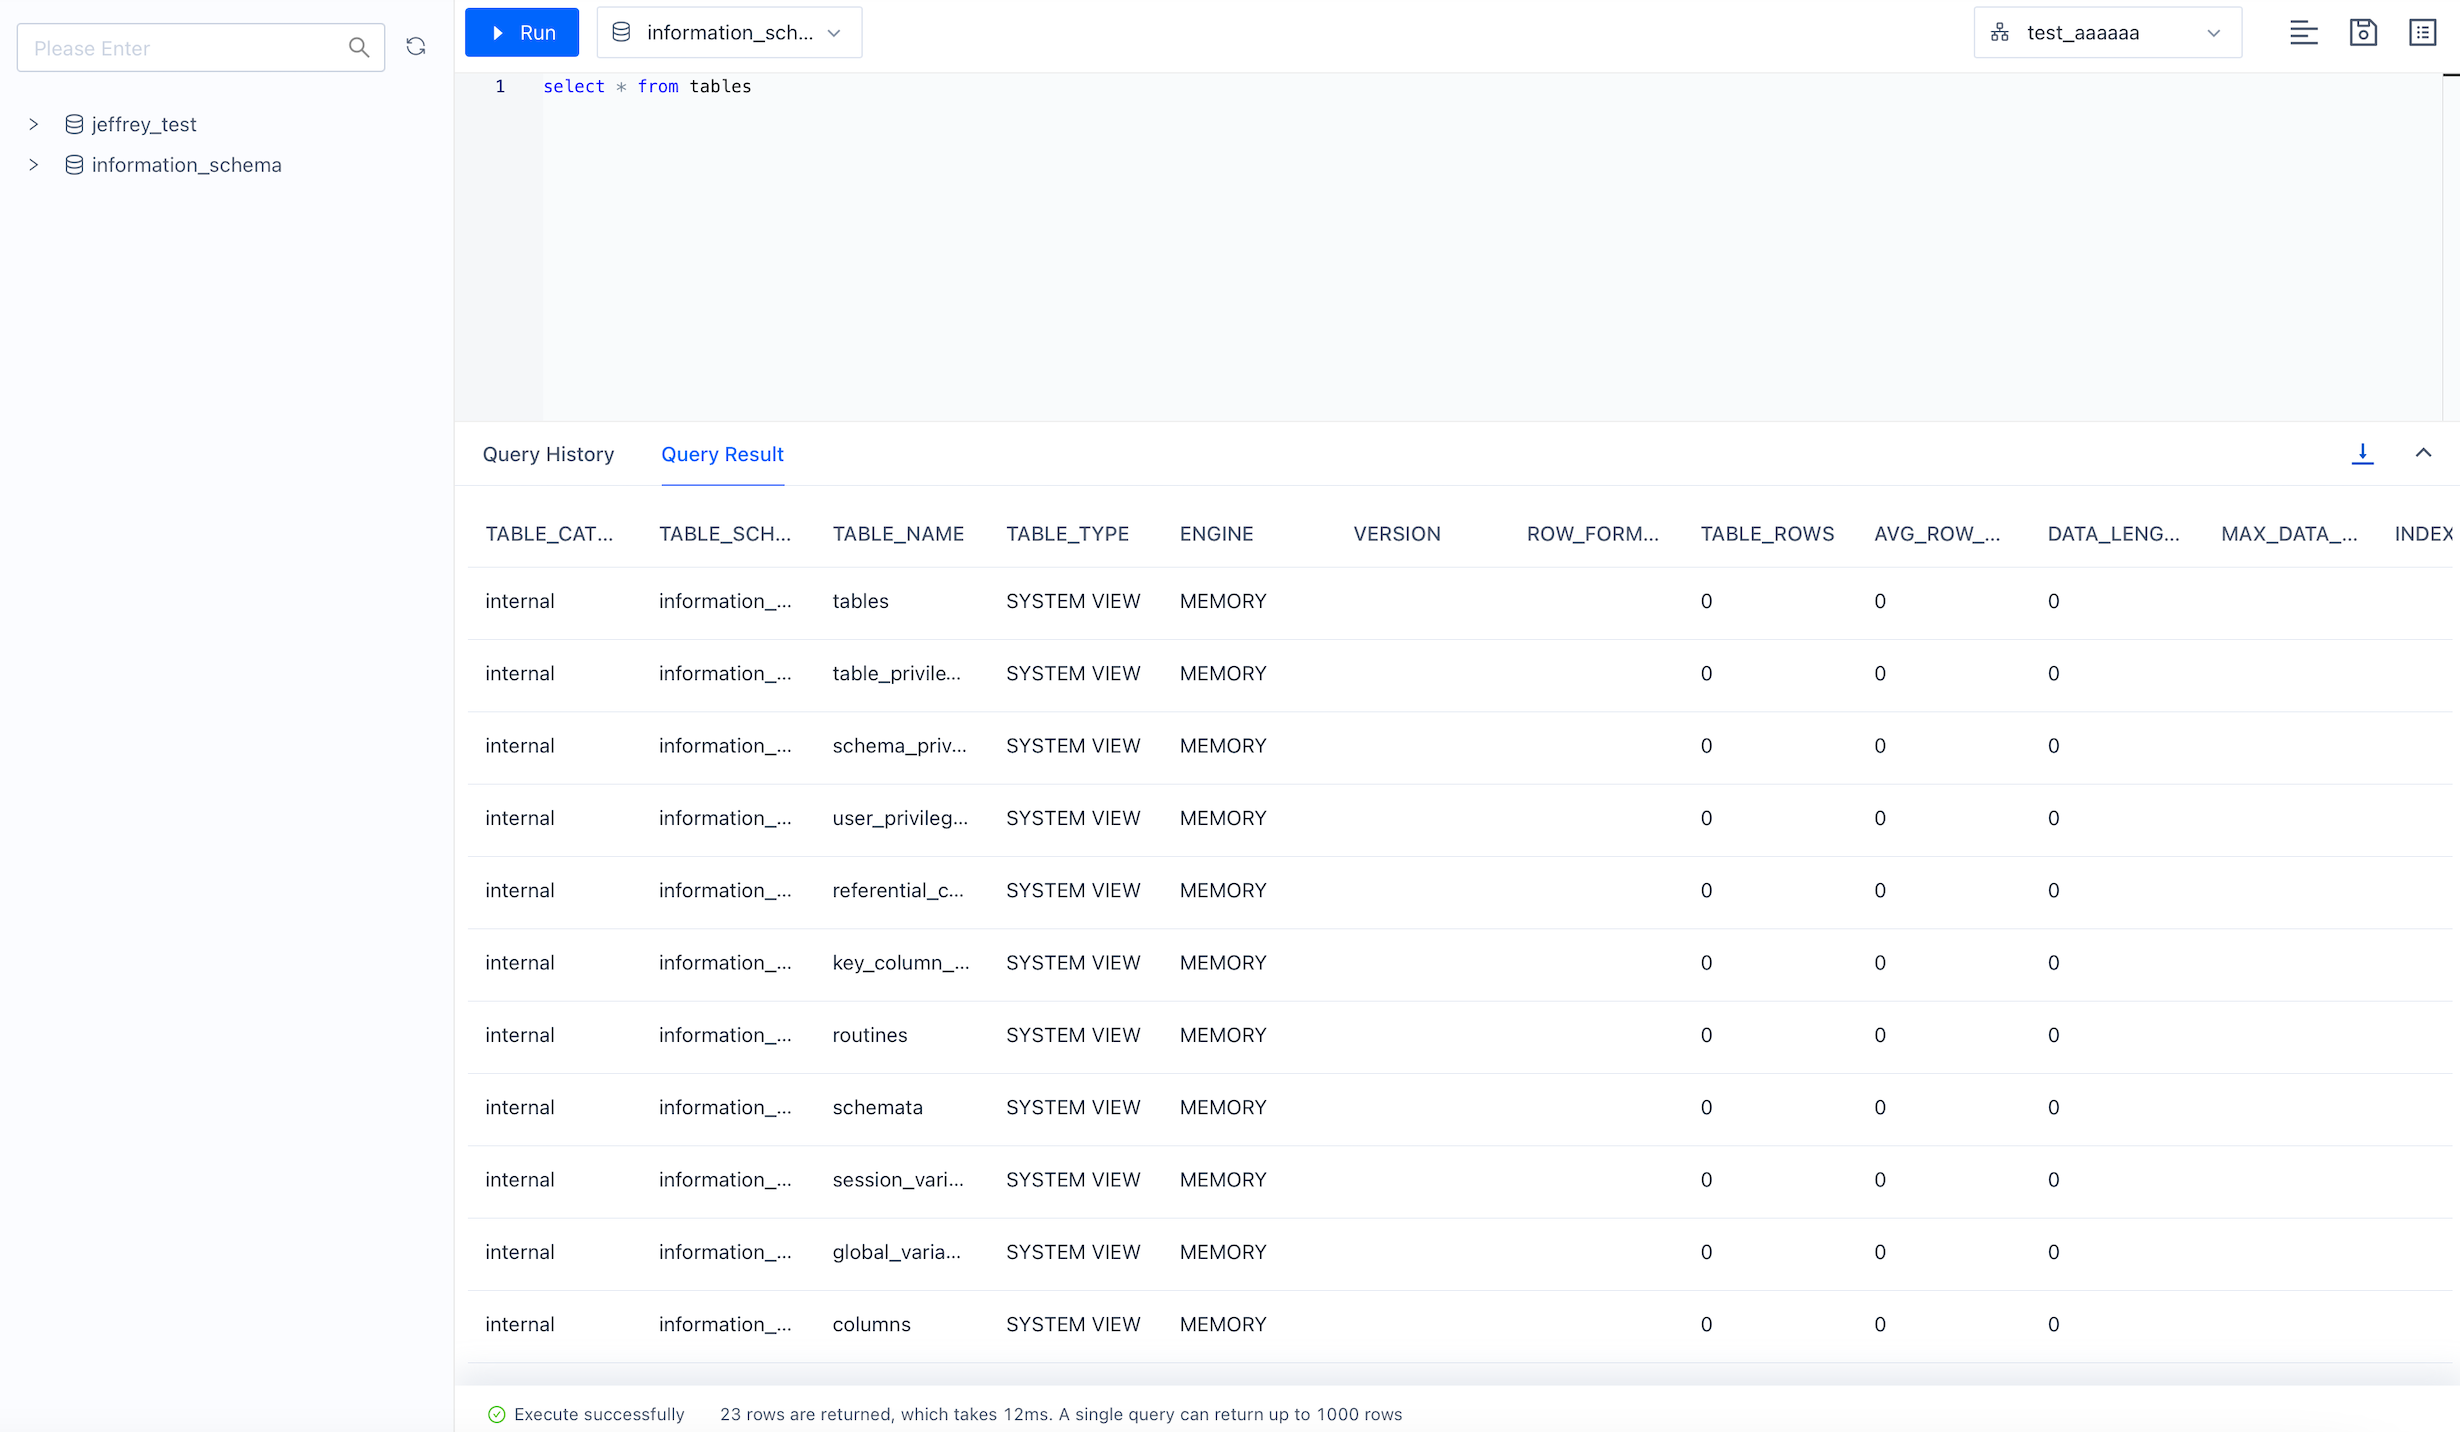 Please Enter
jeffrey_test
information_schema
Run information_sch... test_aaaaaa
1 select * from tables
Query History Query Result
TABLE_CAT... TABLE_SCH... TABLE_NAME TABLE_TYPE ENGINE VERSION ROW_FORM... TABLE_ROWS AVG_ROW_... DATA_LENG... MAX_DATA_... INDEX
internal information_... tables SYSTEM VIEW MEMORY 0 0 0
internal information_... table_privile... SYSTEM VIEW MEMORY 0 0 0
internal information_... schema_priv... SYSTEM VIEW MEMORY 0 0 0
internal information_... user_privileg... SYSTEM VIEW MEMORY 0 0 0
internal information_... referential_c... SYSTEM VIEW MEMORY 0 0 0
internal information_... key_column_... SYSTEM VIEW MEMORY 0 0 0
internal information_... routines SYSTEM VIEW MEMORY 0 0 0
internal information_... schemata SYSTEM VIEW MEMORY 0 0 0
internal information_... session_vari... SYSTEM VIEW MEMORY 0 0 0
internal information_... global_varia... SYSTEM VIEW MEMORY 0 0 0
internal information_... columns SYSTEM VIEW MEMORY 0 0 0
Execute successfully 23 rows are returned, which takes 12ms. A single query can return up to 1000 rows